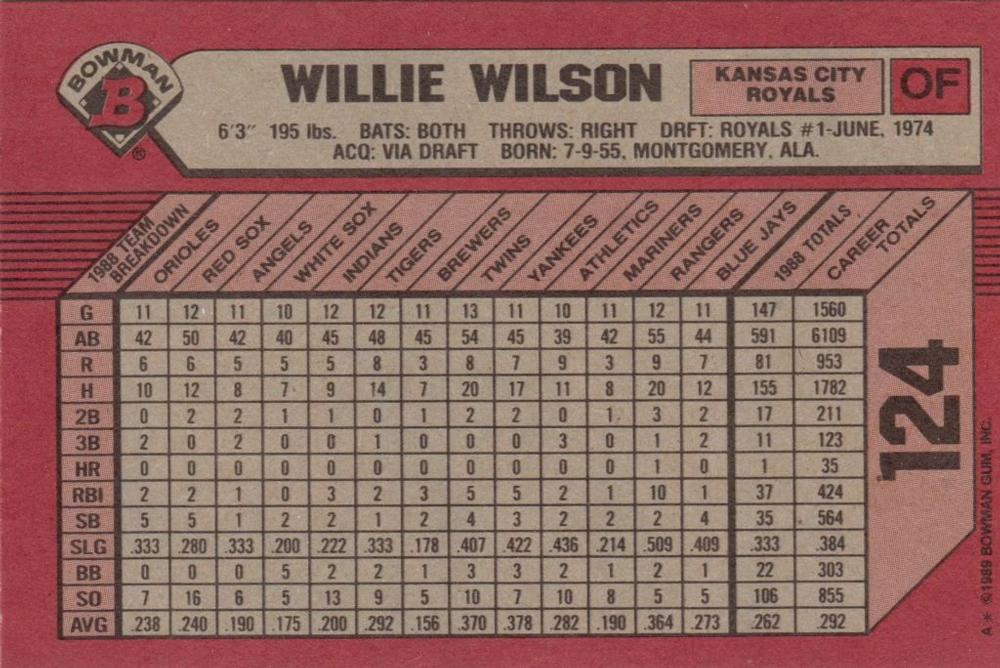 BOWMAN
B
®
WILLIE WILSON
KANSAS CITY
ROYALS
OF
6'3" 195 lbs. BATS: BOTH THROWS: RIGHT DRFT: ROYALS #1-JUNE, 1974
ACQ: VIA DRAFT BORN: 7-9-55, MONTGOMERY, ALA.
1988 TEAM BREAKDOWN ORIOLES RED SOX ANGELS WHITE SOX INDIANS TIGERS BREWERS TWINS YANKEES ATHLETICS MARINERS RANGERS BLUE JAYS 1988 TOTALS CAREER TOTALS
G 11 12 11 10 12 12 11 13 11 10 11 12 11 147 1560
AB 42 50 42 40 45 48 45 54 45 39 42 55 44 591 6109
R 6 6 5 5 5 8 3 8 7 9 3 9 7 81 953
H 10 12 8 7 9 14 7 20 17 11 8 20 12 155 1782
2B 0 2 2 1 1 0 1 2 2 0 1 3 2 17 211
3B 2 0 2 0 0 1 0 0 0 3 0 1 2 11 123
HR 0 0 0 0 0 0 0 0 0 0 0 1 0 1 35
RBI 2 2 1 0 3 2 3 5 5 2 1 10 1 37 424
SB 5 5 1 2 2 1 2 4 3 2 2 2 4 35 564
SLG .333 .280 .333 .200 .222 .333 .178 .407 .422 .436 .214 .509 .409 .333 .384
BB 0 0 0 5 2 2 1 3 3 2 1 2 1 22 303
SO 7 16 6 5 13 9 5 10 7 10 8 5 5 106 855
AVG .238 .240 .190 .175 .200 .292 .156 .370 .378 .282 .190 .364 .273 .262 .292
124
A * ©1989 BOWMAN GUM, INC.